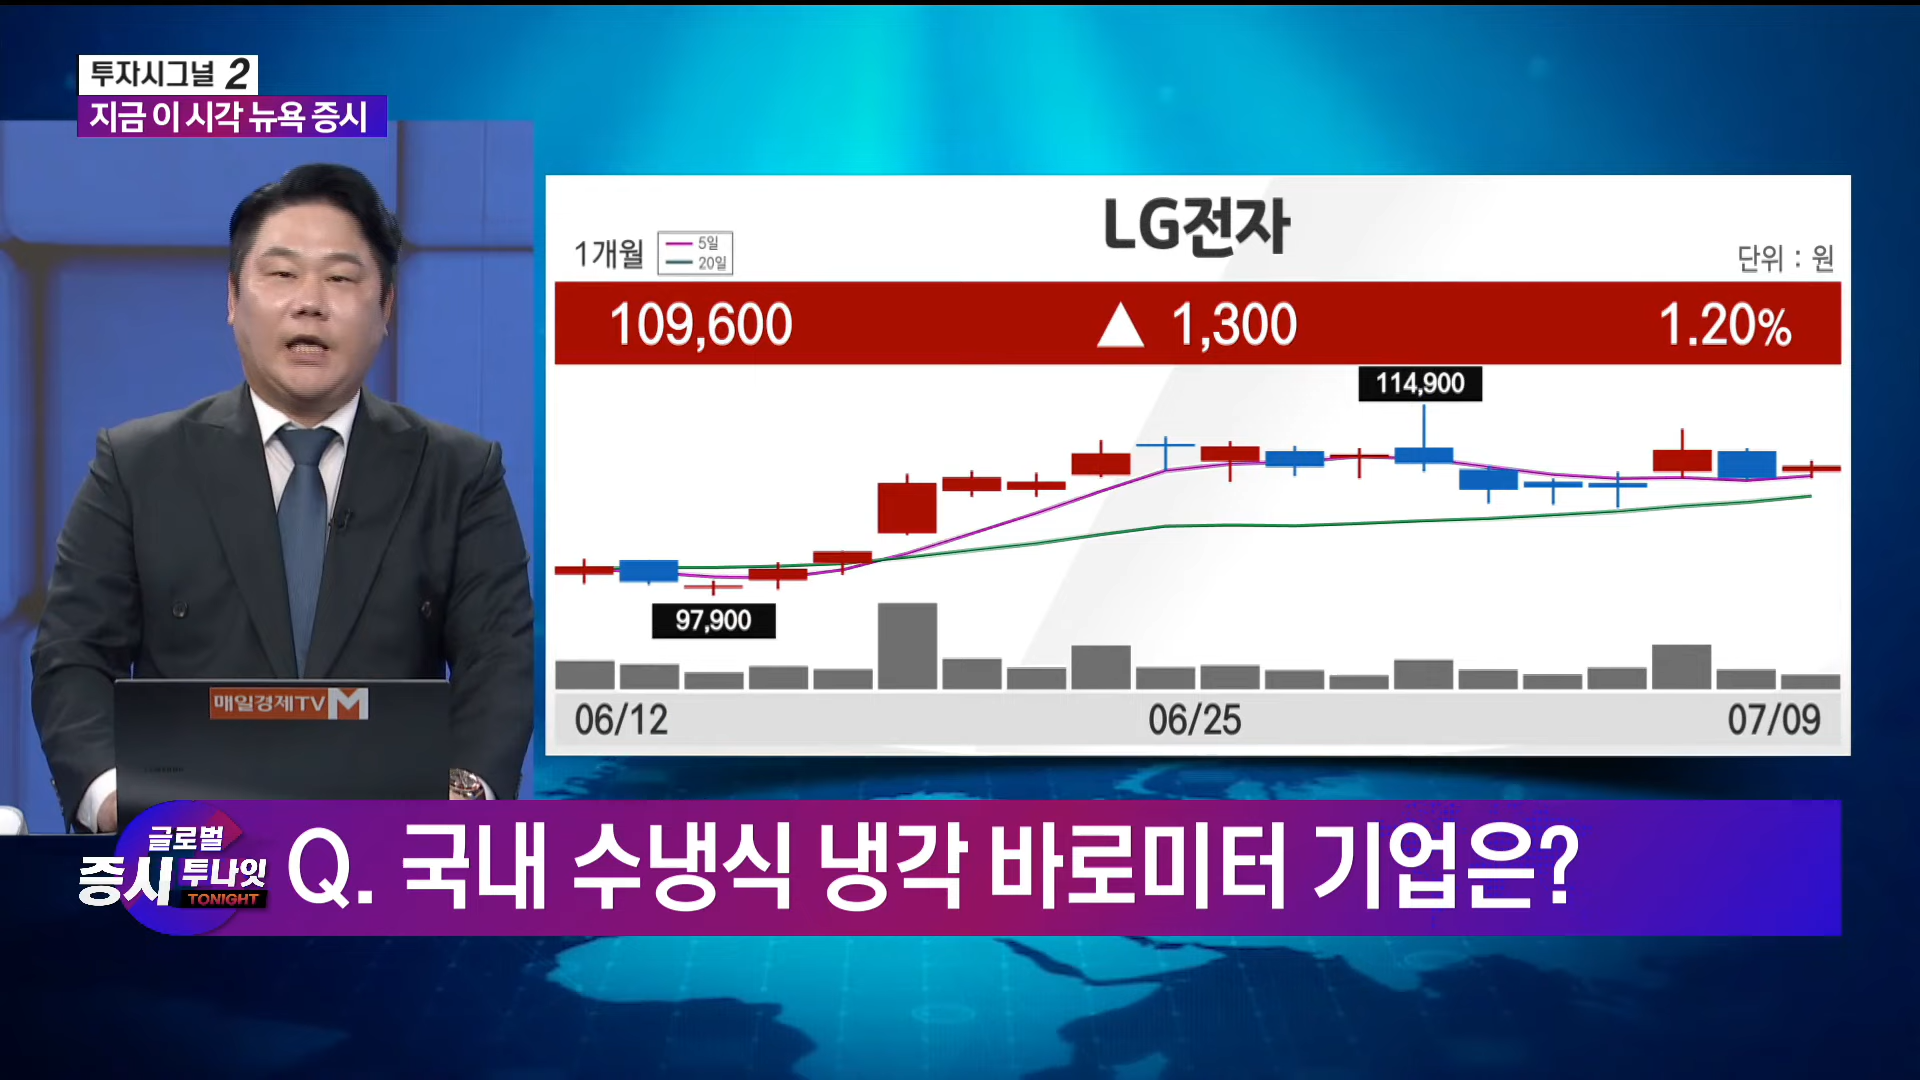 투자시그널 2
지금 이 시각 뉴욕 증시
LG전자
1개월
5일
20일
단위 : 원
109,600 ▲ 1,300 1.20%
114,900
97,900
06/12 06/25 07/09
매일경제TV M
글로벌
증시 투나잇
TONIGHT
Q. 국내 수냉식 냉각 바로미터 기업은?